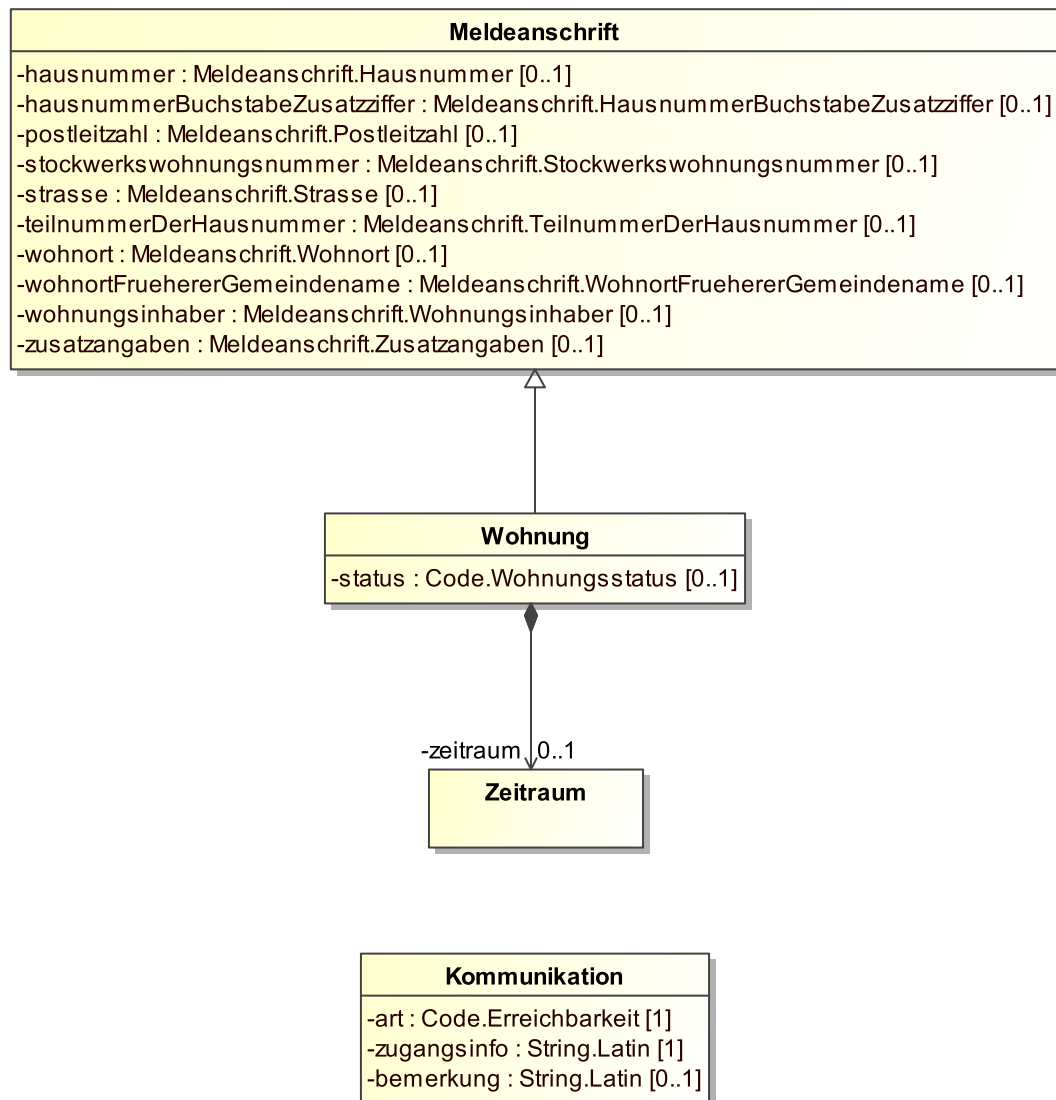 Meldeanschrift
-hausnummer : Meldeanschrift.Hausnummer [0..1]
-hausnummerBuchstabeZusatzziffer : Meldeanschrift.HausnummerBuchstabeZusatzziffer [0..1]
-postleitzahl : Meldeanschrift.Postleitzahl [0..1]
-stockwerkswohnungsnummer : Meldeanschrift.Stockwerkswohnungsnummer [0..1]
-strasse : Meldeanschrift.Strasse [0..1]
-teilnummerDerHausnummer : Meldeanschrift.TeilnummerDerHausnummer [0..1]
-wohnort : Meldeanschrift.Wohnort [0..1]
-wohnortFruehererGemeindename : Meldeanschrift.WohnortFruehererGemeindename [0..1]
-wohnungsinhaber : Meldeanschrift.Wohnungsinhaber [0..1]
-zusatzangaben : Meldeanschrift.Zusatzangaben [0..1]
Wohnung
-status : Code.Wohnungsstatus [0..1]
-zeitraum 0..1
Zeitraum
Kommunikation
-art : Code.Erreichbarkeit [1]
-zugangsinfo : String.Latin [1]
-bemerkung : String.Latin [0..1]